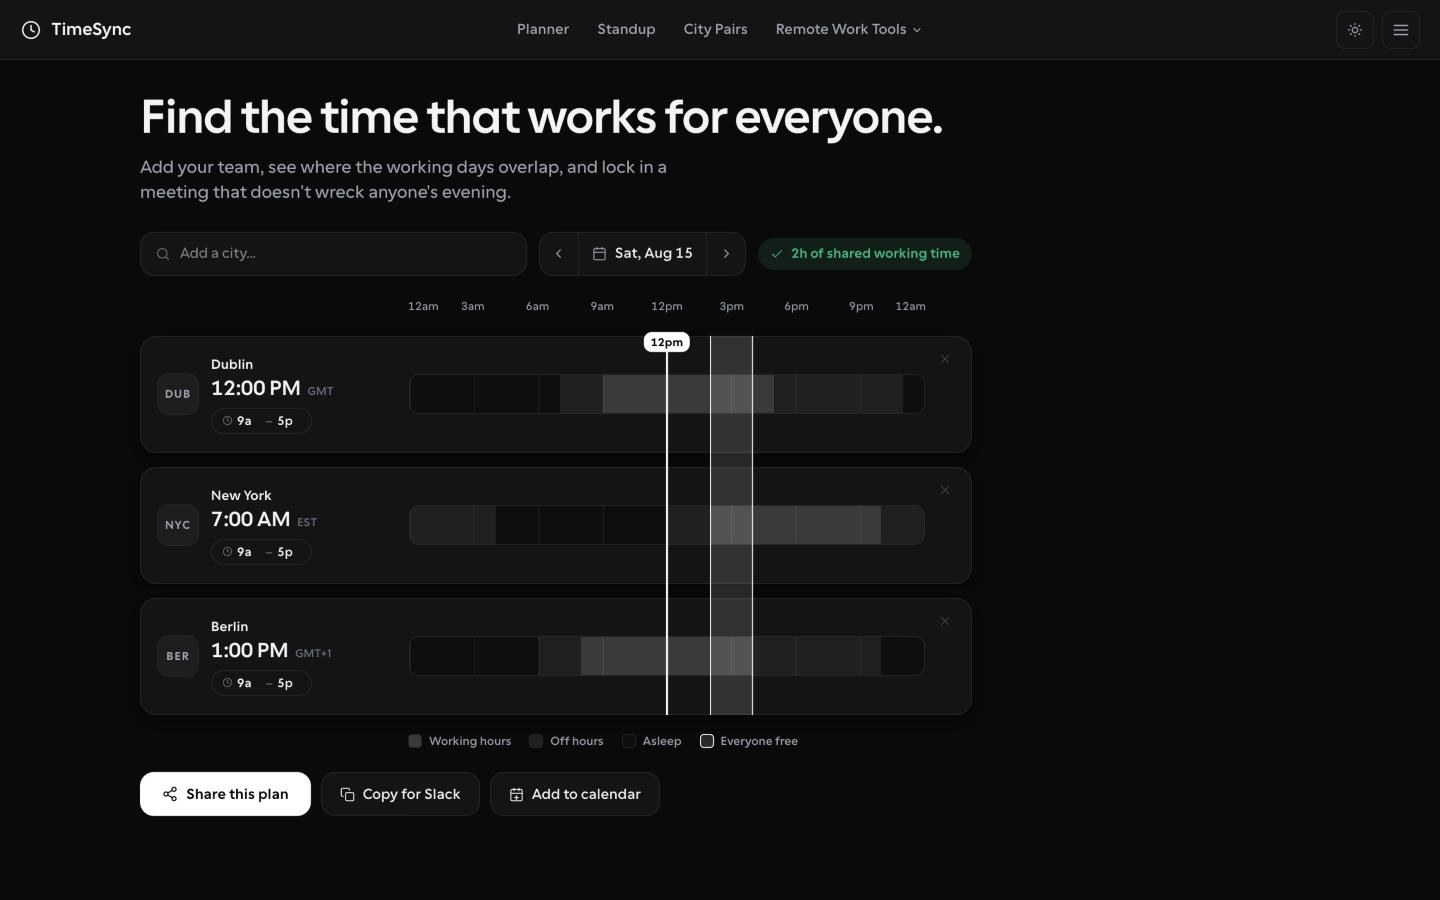 TimeSync
Planner Standup City Pairs Remote Work Tools
Find the time that works for everyone.
Add your team, see where the working days overlap, and lock in a
meeting that doesn't wreck anyone's evening.
Add a city...
Sat, Aug 15
2h of shared working time
12am 3am 6am 9am 12pm 3pm 6pm 9pm 12am
12pm
DUB
Dublin
12:00 PM GMT
9a – 5p
NYC
New York
7:00 AM EST
9a – 5p
BER
Berlin
1:00 PM GMT+1
9a – 5p
Working hours Off hours Asleep Everyone free
Share this plan Copy for Slack Add to calendar